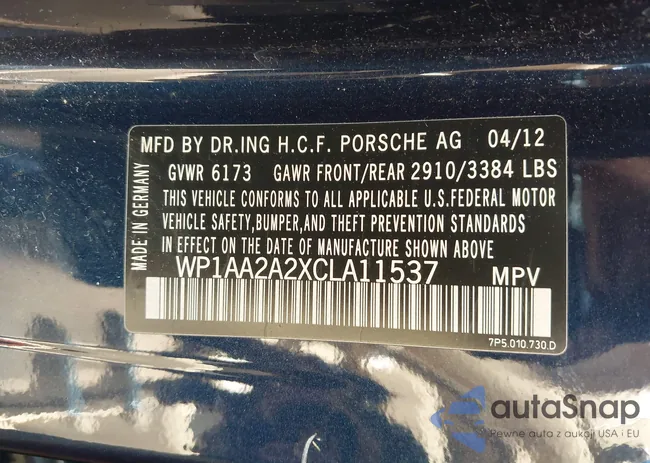 MFD BY DR.ING H.C.F. PORSCHE AG 04/12
GVWR 6173 GAWR FRONT/REAR 2910/3384 LBS
THIS VEHICLE CONFORMS TO ALL APPLICABLE U.S.FEDERAL MOTOR
VEHICLE SAFETY,BUMPER,AND THEFT PREVENTION STANDARDS
IN EFFECT ON THE DATE OF MANUFACTURE SHOWN ABOVE
WP1AA2A2XCLA11537 MPV
7P5.010.730.D
MADE IN GERMANY
autaSnap
Pewne auta z aukcji USA i EU